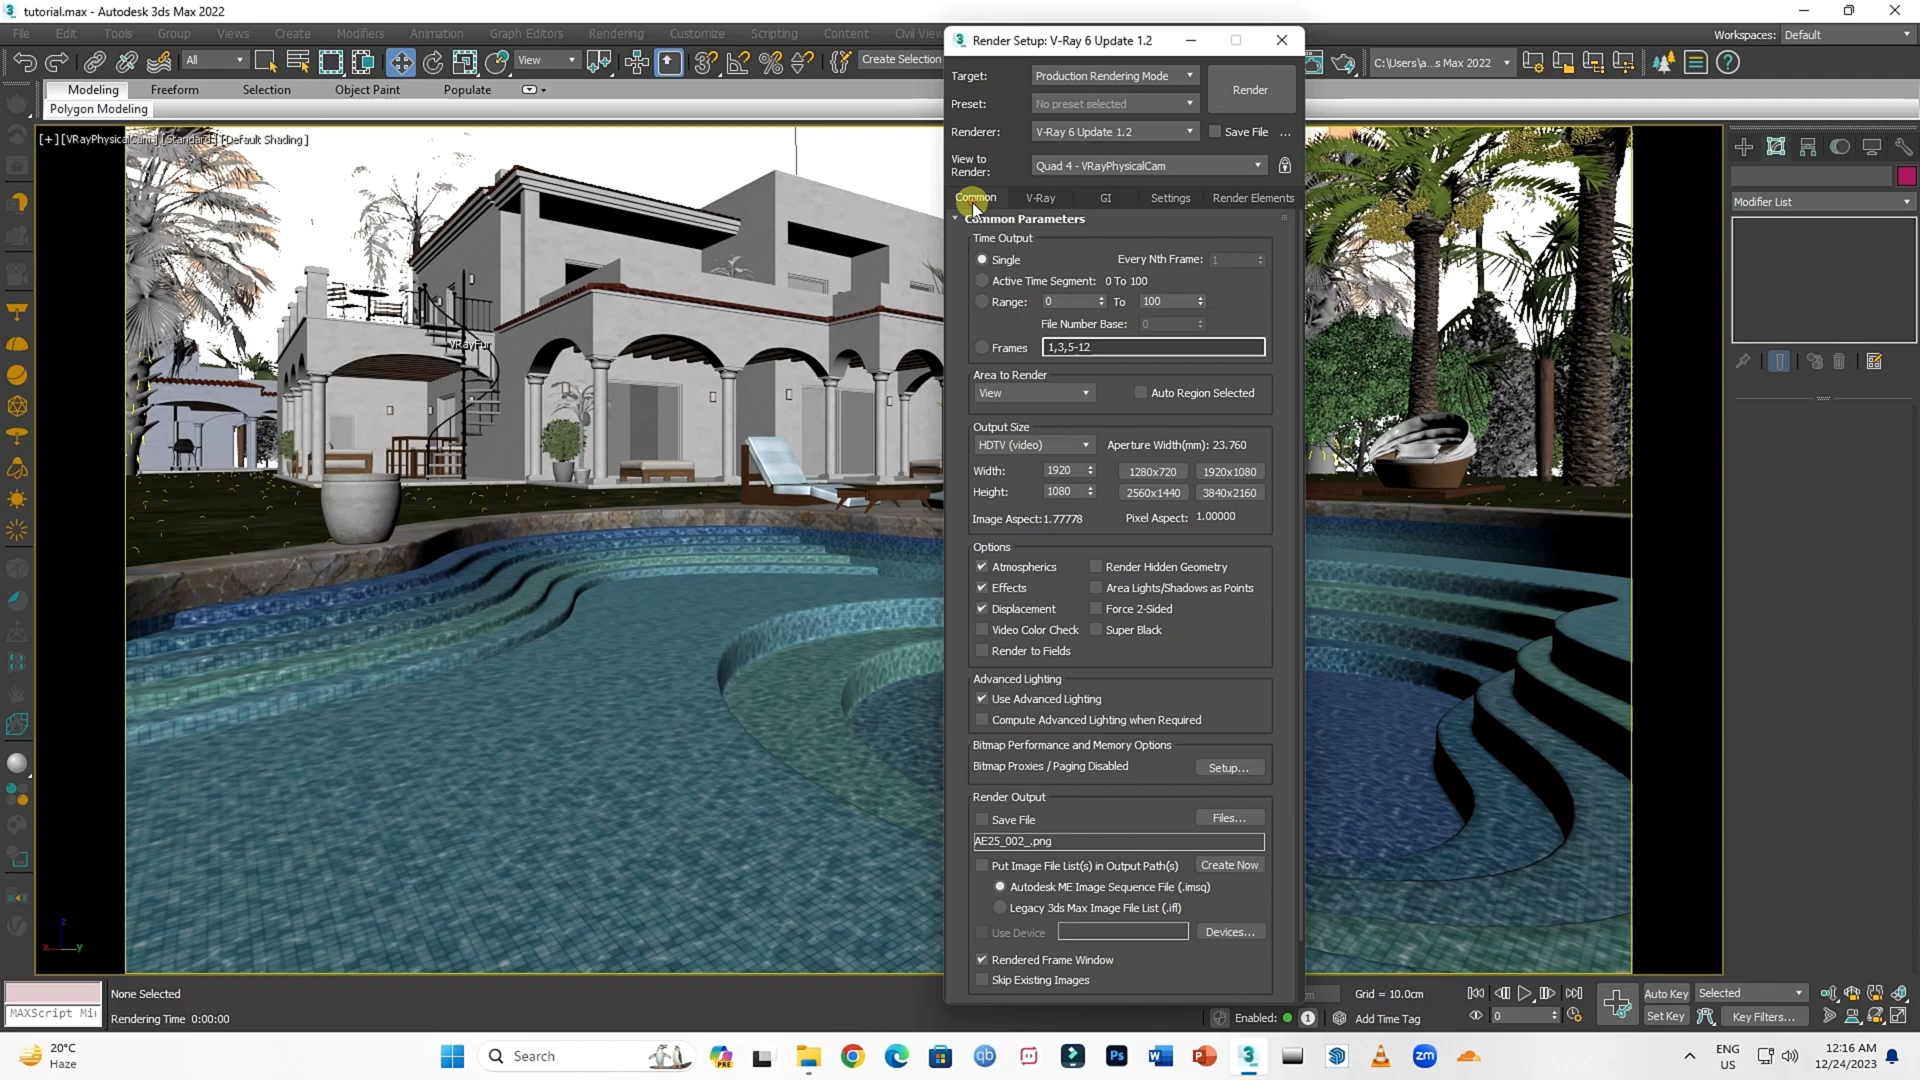 tutorial.max - Autodesk 3ds Max 2022
File Edit Tools Group Views Create Modifiers Animation Graph Editors Rendering Customize Scripting Content Civil View
Workspaces: Default
All View Create Selection C:\Users\a...s Max 2022
Modeling Freeform Selection Object Paint Populate
Polygon Modeling
[+] [VRayPhysicalCam] [Standard] [Default Shading]
VRayFur
Render Setup: V-Ray 6 Update 1.2
Target: Production Rendering Mode
Render
Preset: No preset selected
Renderer: V-Ray 6 Update 1.2 Save File ...
View to Render: Quad 4 - VRayPhysicalCam
Common V-Ray GI Settings Render Elements
Common Parameters
Time Output
Single Every Nth Frame: 1
Active Time Segment: 0 To 100
Range: 0 To 100
File Number Base: 0
Frames 1,3,5-12
Area to Render
View Auto Region Selected
Output Size
HDTV (video) Aperture Width(mm): 23.760
Width: 1920 1280x720 1920x1080
Height: 1080 2560x1440 3840x2160
Image Aspect: 1.77778 Pixel Aspect: 1.00000
Options
Atmospherics Render Hidden Geometry
Effects Area Lights/Shadows as Points
Displacement Force 2-Sided
Video Color Check Super Black
Render to Fields
Advanced Lighting
Use Advanced Lighting
Compute Advanced Lighting when Required
Bitmap Performance and Memory Options
Bitmap Proxies / Paging Disabled Setup...
Render Output
Save File Files...
AE25_002_.png
Put Image File List(s) in Output Path(s) Create Now
Autodesk ME Image Sequence File (.imsq)
Legacy 3ds Max Image File List (.ifl)
Use Device Devices...
Rendered Frame Window
Skip Existing Images
Modifier List
z
x y
None Selected
MAXScript Mi
Rendering Time 0:00:00
Grid = 10.0cm
Enabled: 1 Add Time Tag
0
Auto Key Selected
Set Key Key Filters...
20°C
Haze
Search
ENG
US
12:16 AM
12/24/2023